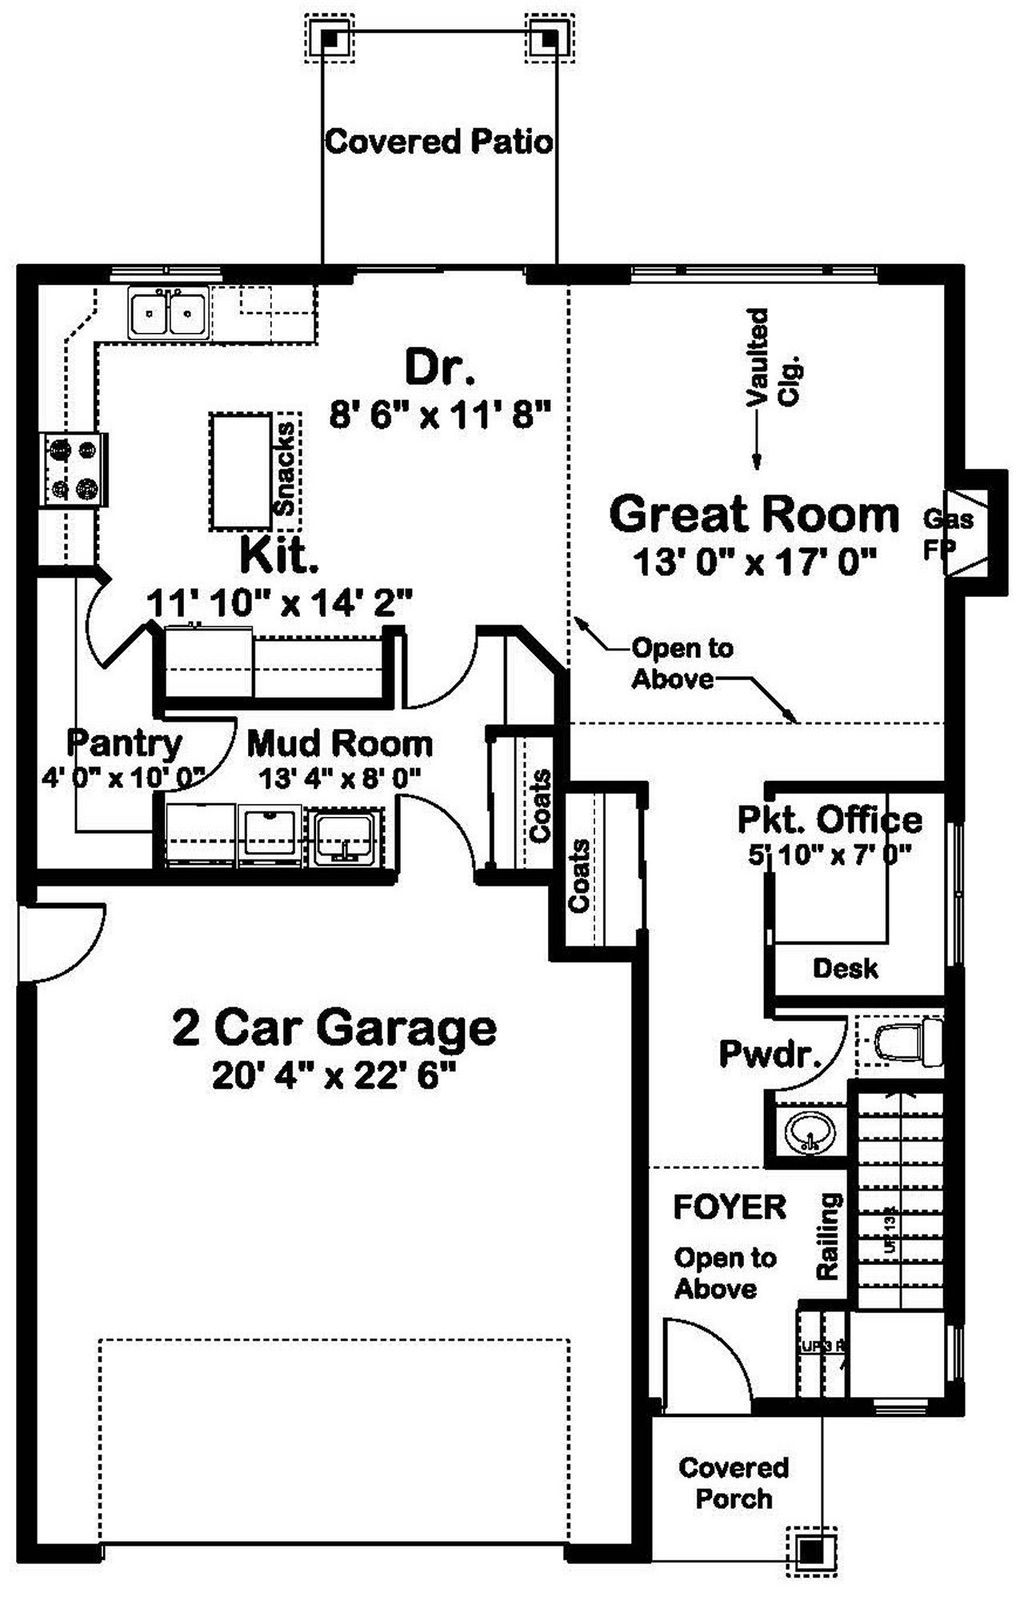 Covered Patio
Vaulted
Clg.
Dr.
8' 6" x 11' 8"
Snacks
Great Room
13' 0" x 17' 0"
Gas
FP
Kit.
11' 10" x 14' 2"
Open to
Above
Pantry
4' 0" x 10' 0"
Mud Room
13' 4" x 8' 0"
Coats
Coats
Pkt. Office
5' 10" x 7' 0"
Desk
2 Car Garage
20' 4" x 22' 6"
Pwdr.
FOYER
Open to
Above
Railing
UP 13 R
UP 3 R
Covered
Porch